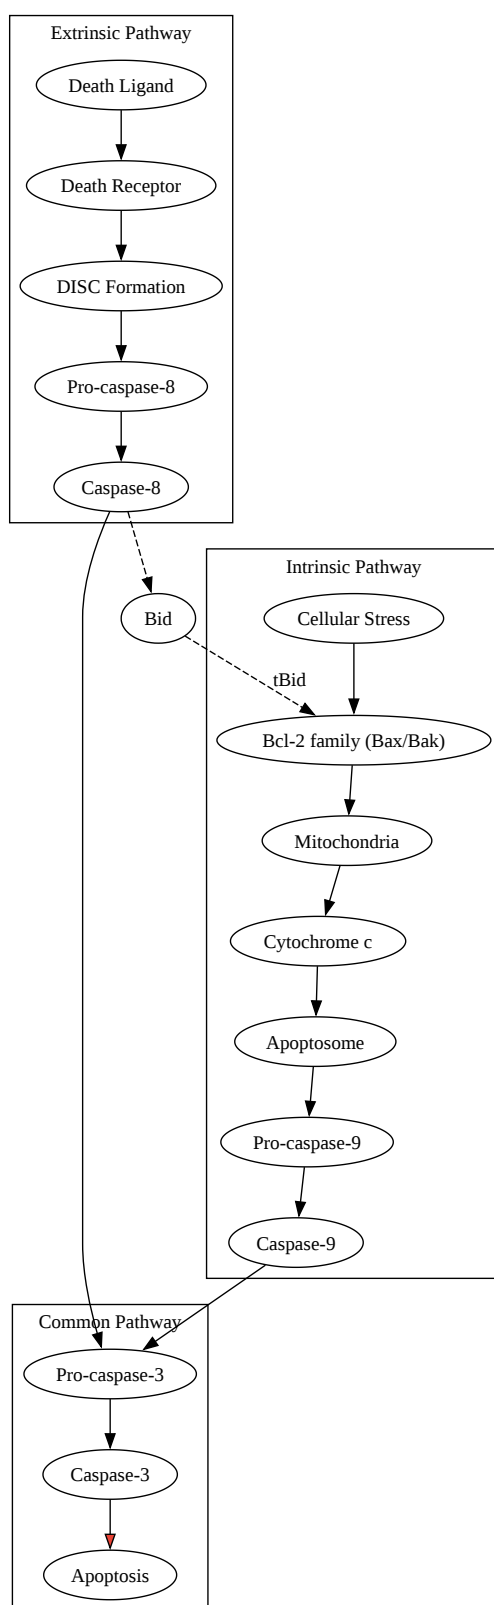 Extrinsic Pathway
Death Ligand
Death Receptor
DISC Formation
Pro-caspase-8
Caspase-8
Bid
Intrinsic Pathway
Cellular Stress
tBid
Bcl-2 family (Bax/Bak)
Mitochondria
Cytochrome c
Apoptosome
Pro-caspase-9
Caspase-9
Common Pathway
Pro-caspase-3
Caspase-3
Apoptosis